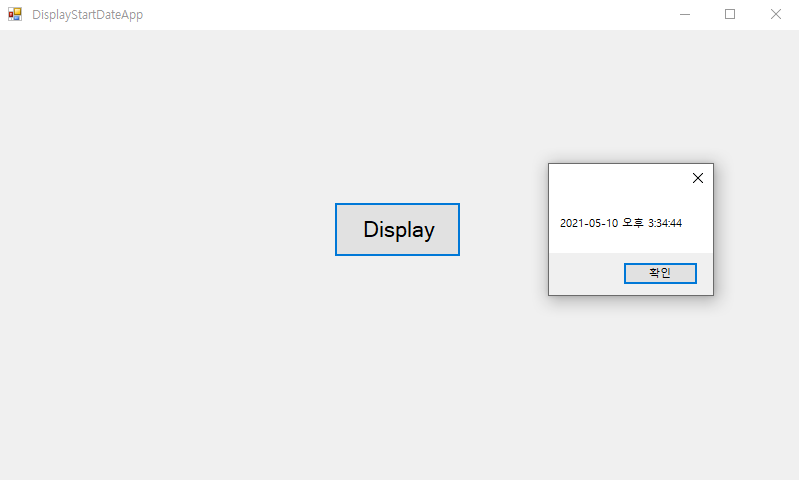 DisplayStartDateApp
Display
2021-05-10 오후 3:34:44
확인